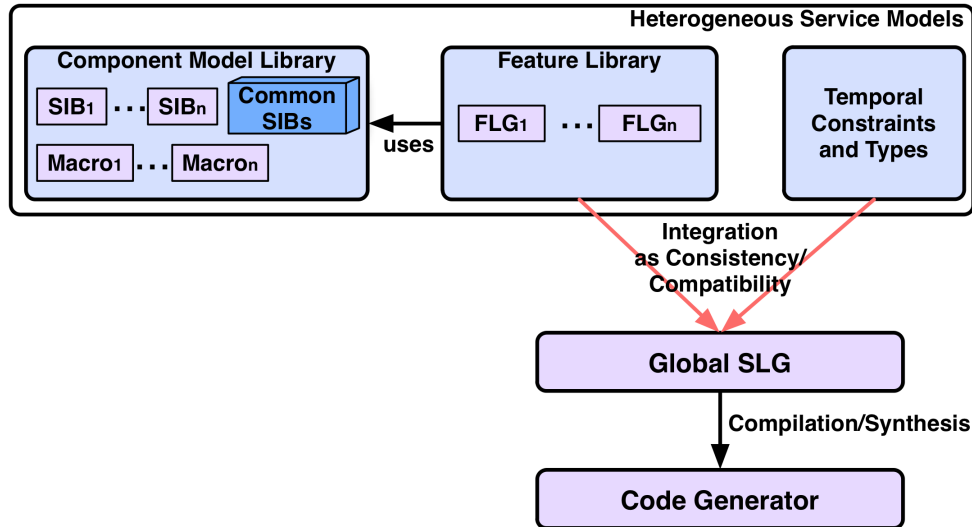 Heterogeneous Service Models
Component Model Library
SIB1 ... SIBn
Common
SIBs
Macro1 ... Macron
uses
Feature Library
FLG1 ... FLGn
Temporal
Constraints
and Types
Integration
as Consistency/
Compatibility
Global SLG
Compilation/Synthesis
Code Generator